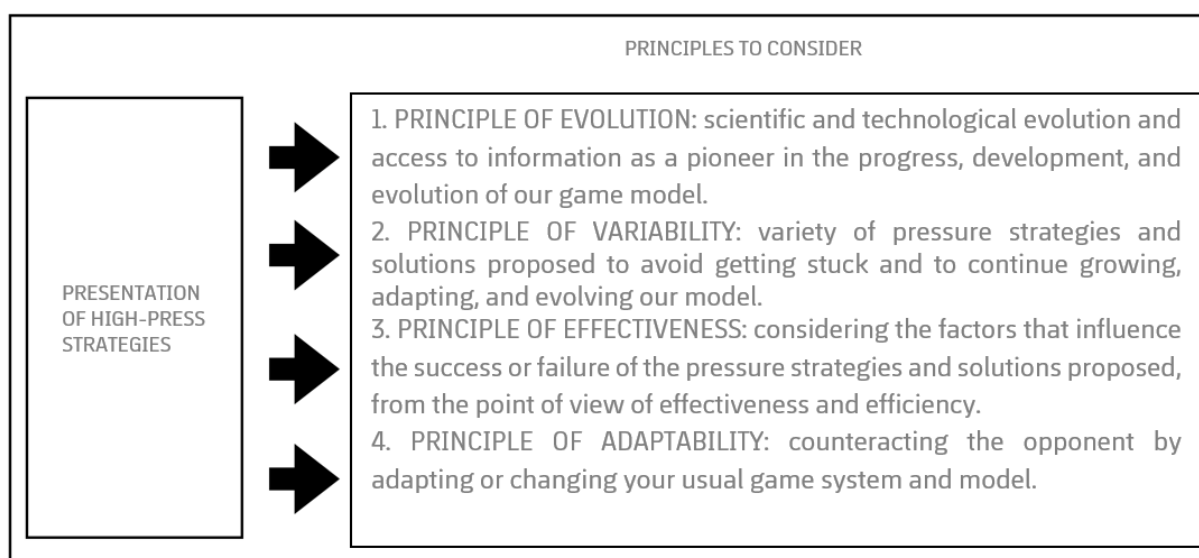 PRINCIPLES TO CONSIDER
PRESENTATION
OF HIGH-PRESS
STRATEGIES
1. PRINCIPLE OF EVOLUTION: scientific and technological evolution and
access to information as a pioneer in the progress, development, and
evolution of our game model.
2. PRINCIPLE OF VARIABILITY: variety of pressure strategies and
solutions proposed to avoid getting stuck and to continue growing,
adapting, and evolving our model.
3. PRINCIPLE OF EFFECTIVENESS: considering the factors that influence
the success or failure of the pressure strategies and solutions proposed,
from the point of view of effectiveness and efficiency.
4. PRINCIPLE OF ADAPTABILITY: counteracting the opponent by
adapting or changing your usual game system and model.